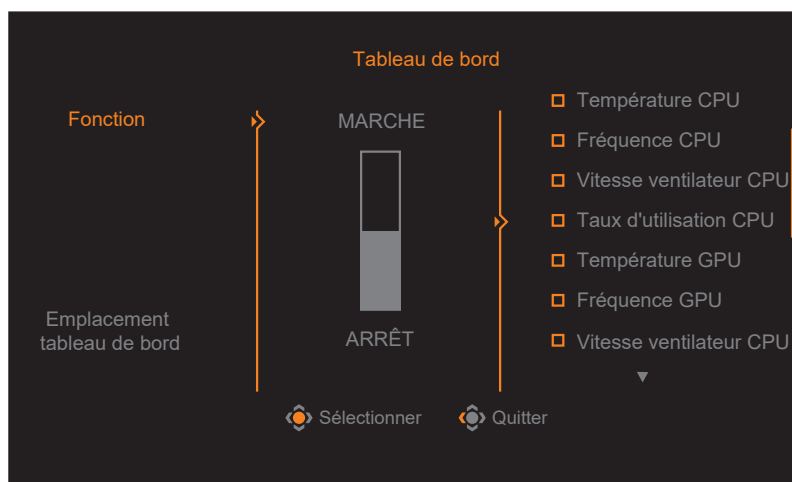 Tableau de bord
Fonction
MARCHE
ARRÊT
Emplacement
tableau de bord
Température CPU
Fréquence CPU
Vitesse ventilateur CPU
Taux d'utilisation CPU
Température GPU
Fréquence GPU
Vitesse ventilateur CPU
Sélectionner
Quitter